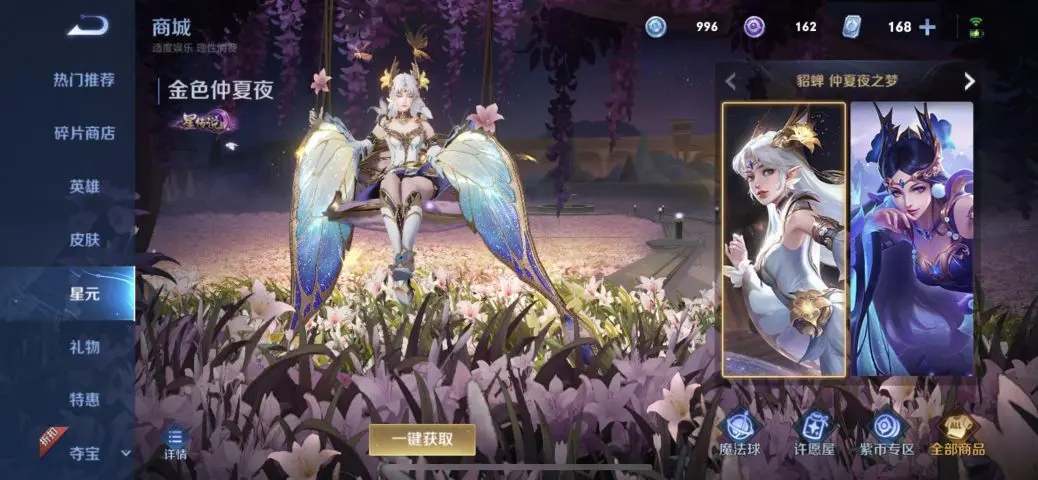 商城
适度娱乐 理性消费
996
162
168
热门推荐
碎片商店
英雄
皮肤
星元
礼物
特惠
折扣
夺宝
金色仲夏夜
星传说
貂蝉 仲夏夜之梦
详情
一键获取
魔法球
许愿屋
紫币专区
ALL
全部商品